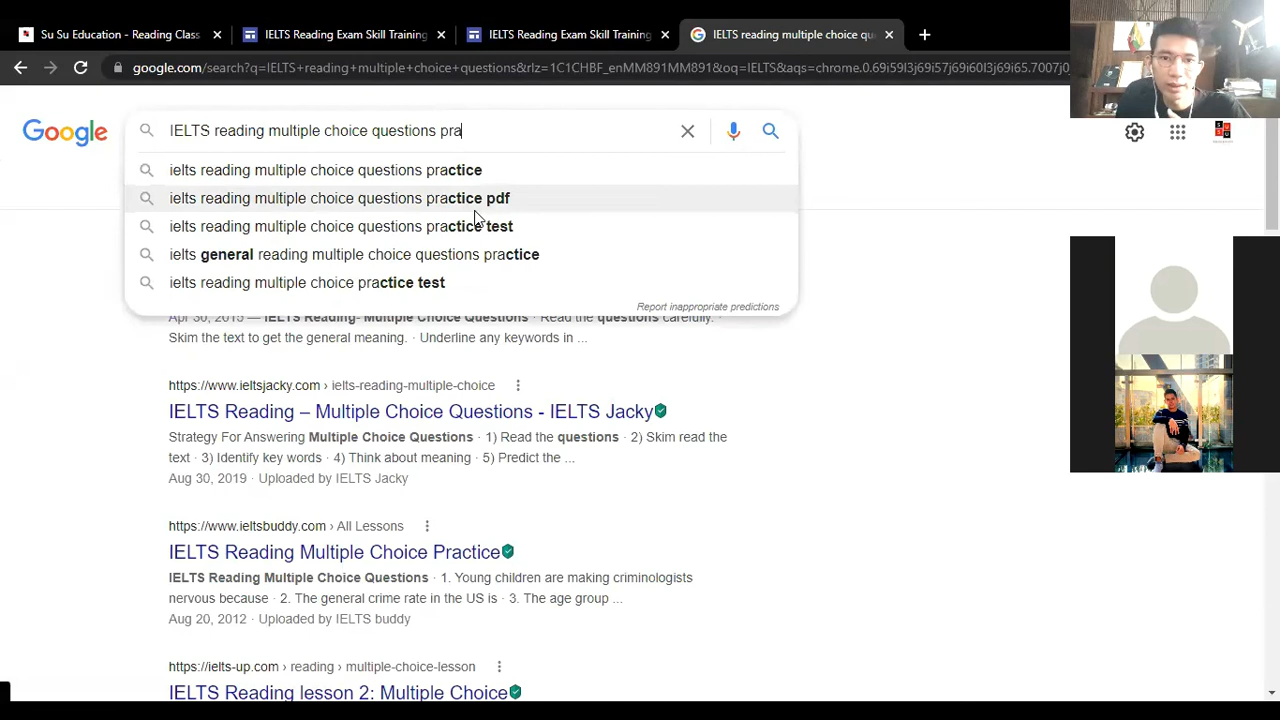 Su Su Education - Reading Class
IELTS Reading Exam Skill Training
IELTS Reading Exam Skill Training
IELTS reading multiple choice qu
google.com/search?q=IELTS+reading+multiple+choice+questions&rlz=1C1CHBF_enMM891MM891&oq=IELTS&aqs=chrome.0.69i59l3j69i57j69i60l3j69i65.7007j0
Google
IELTS reading multiple choice questions pra
ielts reading multiple choice questions practice
ielts reading multiple choice questions practice pdf
ielts reading multiple choice questions practice test
ielts general reading multiple choice questions practice
ielts reading multiple choice practice test
Report inappropriate predictions
Apr 30, 2015 — IELTS Reading- Multiple Choice Questions · Read the questions carefully. ·
Skim the text to get the general meaning. · Underline any keywords in ...
https://www.ieltsjacky.com › ielts-reading-multiple-choice
IELTS Reading – Multiple Choice Questions - IELTS Jacky
Strategy For Answering Multiple Choice Questions · 1) Read the questions · 2) Skim read the
text · 3) Identify key words · 4) Think about meaning · 5) Predict the ...
Aug 30, 2019 · Uploaded by IELTS Jacky
https://www.ieltsbuddy.com › All Lessons
IELTS Reading Multiple Choice Practice
IELTS Reading Multiple Choice Questions · 1. Young children are making criminologists
nervous because · 2. The general crime rate in the US is · 3. The age group ...
Aug 20, 2012 · Uploaded by IELTS buddy
https://ielts-up.com › reading › multiple-choice-lesson
IELTS Reading lesson 2: Multiple Choice